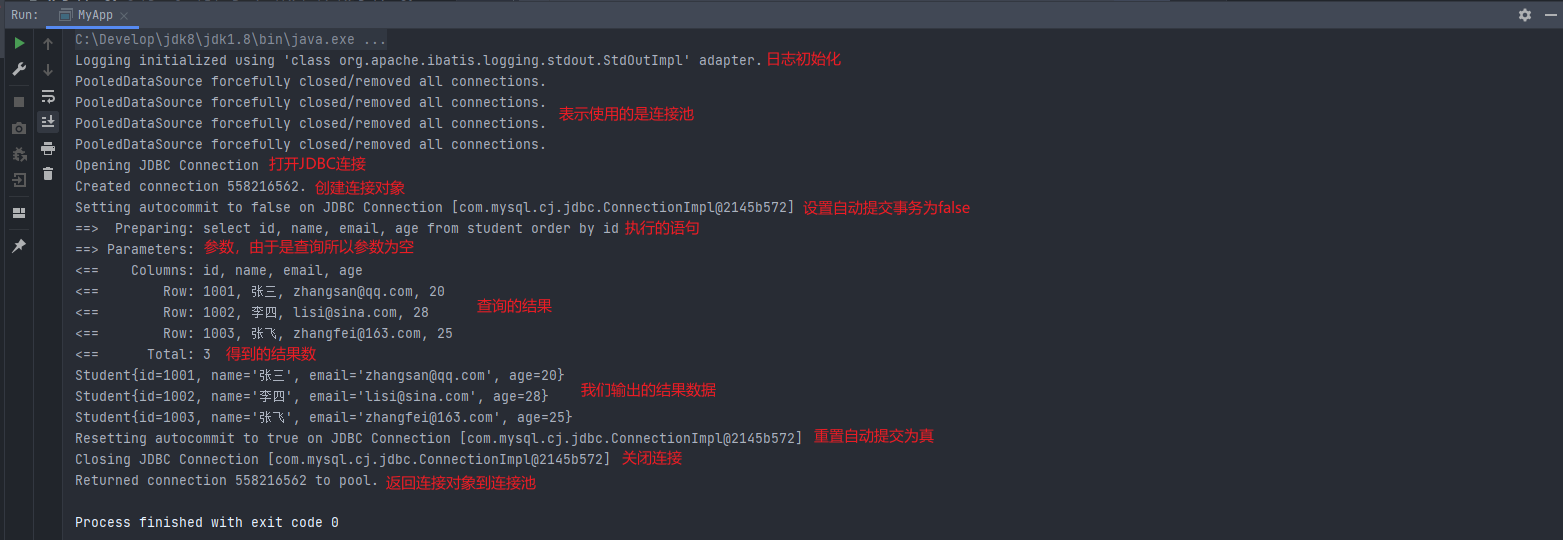 Run: MyApp
C:\Develop\jdk8\jdk1.8\bin\java.exe ...
Logging initialized using 'class org.apache.ibatis.logging.stdout.StdOutImpl' adapter. 日志初始化
PooledDataSource forcefully closed/removed all connections.
PooledDataSource forcefully closed/removed all connections.
表示使用的是连接池
PooledDataSource forcefully closed/removed all connections.
PooledDataSource forcefully closed/removed all connections.
Opening JDBC Connection 打开JDBC连接
Created connection 558216562. 创建连接对象
Setting autocommit to false on JDBC Connection [com.mysql.cj.jdbc.ConnectionImpl@2145b572] 设置自动提交事务为false
==>  Preparing: select id, name, email, age from student order by id 执行的语句
==> Parameters: 参数，由于是查询所以参数为空
<==    Columns: id, name, email, age
<==        Row: 1001, 张三, zhangsan@qq.com, 20
<==        Row: 1002, 李四, lisi@sina.com, 28 查询的结果
<==        Row: 1003, 张飞, zhangfei@163.com, 25
<==      Total: 3 得到的结果数
Student{id=1001, name='张三', email='zhangsan@qq.com', age=20}
Student{id=1002, name='李四', email='lisi@sina.com', age=28} 我们输出的结果数据
Student{id=1003, name='张飞', email='zhangfei@163.com', age=25}
Resetting autocommit to true on JDBC Connection [com.mysql.cj.jdbc.ConnectionImpl@2145b572] 重置自动提交为真
Closing JDBC Connection [com.mysql.cj.jdbc.ConnectionImpl@2145b572] 关闭连接
Returned connection 558216562 to pool. 返回连接对象到连接池
Process finished with exit code 0